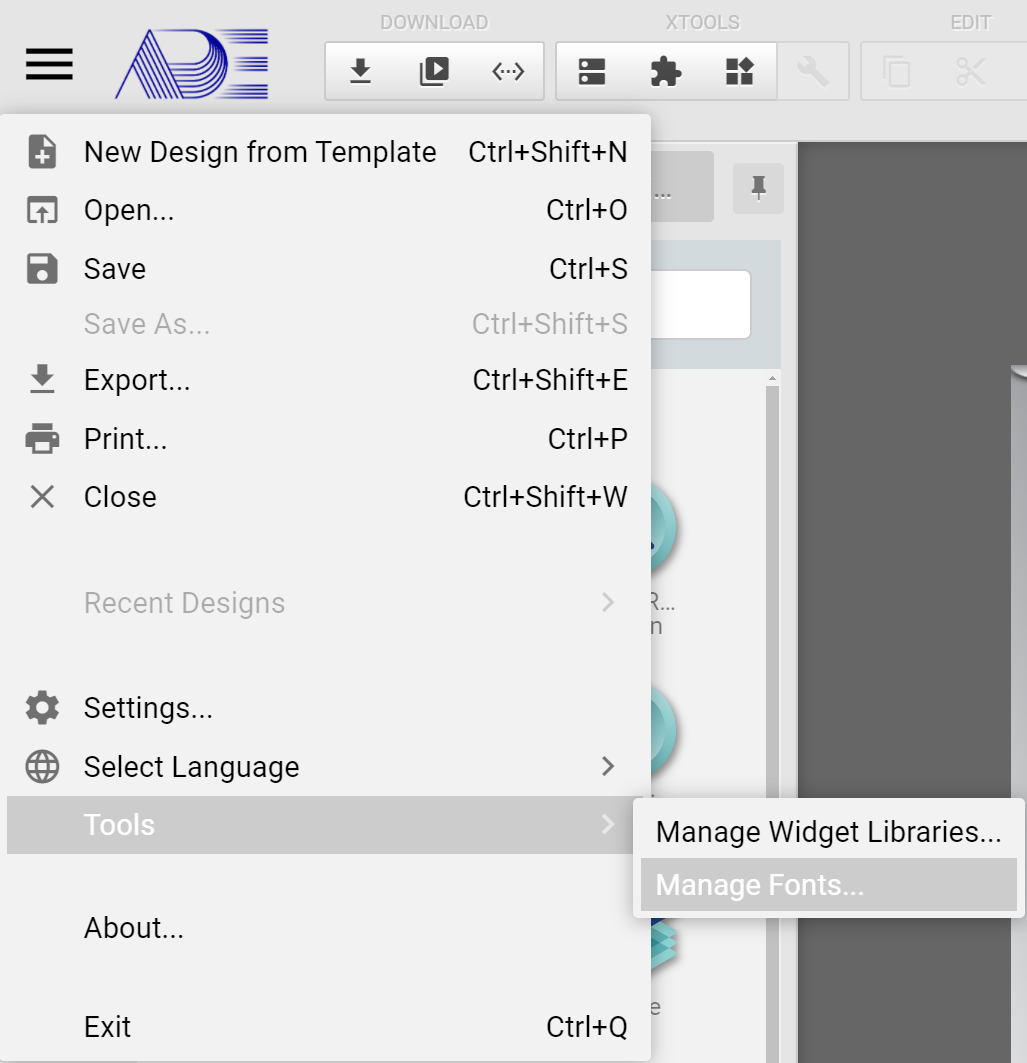 DOWNLOAD XTOOLS EDIT
ADE
New Design from Template Ctrl+Shift+N
Open... Ctrl+O
Save Ctrl+S
Save As... Ctrl+Shift+S
Export... Ctrl+Shift+E
Print... Ctrl+P
Close Ctrl+Shift+W
Recent Designs
Settings...
Select Language
Tools
Manage Widget Libraries...
Manage Fonts...
About...
Exit Ctrl+Q